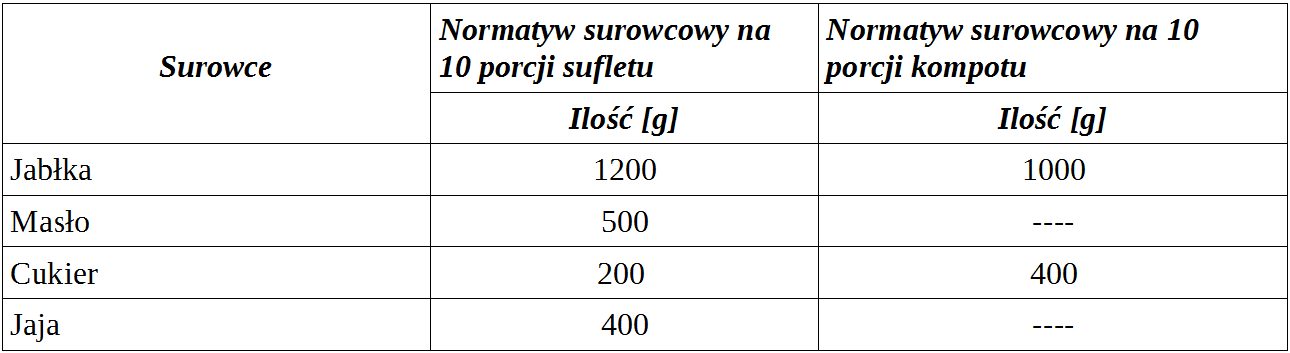 Surowce
Normatyw surowcowy na
10 porcji sufletu
Normatyw surowcowy na 10
porcji kompotu
Ilość [g]
Ilość [g]
Jabłka 1200 1000
Masło 500 ----
Cukier 200 400
Jaja 400 ----